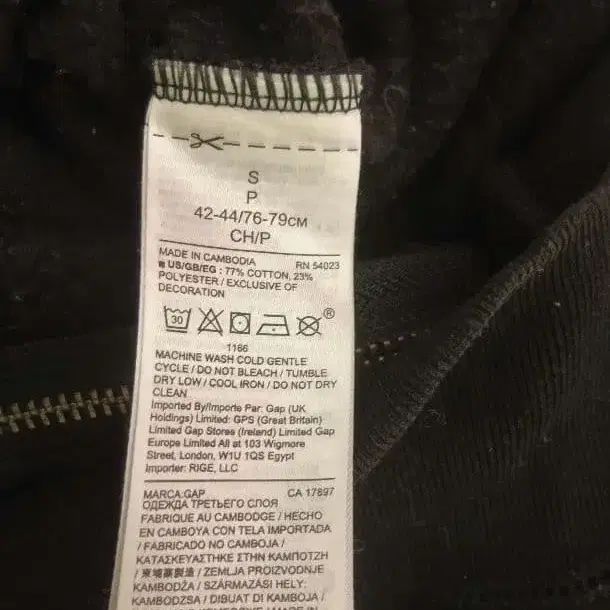 S
P
42-44/76-79см
CH/P
MADE IN CAMBODIA RN 54023
US/GB/EG : 77% COTTON, 23%
POLYESTER / EXCLUSIVE OF
DECORATION
30 ®
1166
MACHINE WASH COLD GENTLE
CYCLE / DO NOT BLEACH / TUMBLE
DRY LOW / COOL IRON / DO NOT DRY
CLEAN
Imported By/Importe Par: Gap (UK
Holdings) Limited: GPS (Great Britain)
Limited Gap Stores (Ireland) Limited Gap
Europe Limited All at 103 Wigmore
Street, London, W1U 1QS Egypt
Importer: RIGE, LLC
MARCA:GAP CA 17897
ОДЕЖДА ТРЕТЬЕГО СЛОЯ
FABRIQUE AU CAMBODGE / HECHO
EN CAMBOYA CON TELA IMPORTADA
/ FABRICADO NO CAMBOJA /
ΚΑΤΑΣΚΕΥΑΣΤΗΚΕ ΣΤΗΝ ΚΑΜΠΟΤΖΗ
/ 柬埔寨製造 / ZEMLJA PROIZVODNJE
KAMBODŽA / SZÁRMAZÁSI HELY:
KAMBODZSA / DIBUAT DI KAMBOJA /